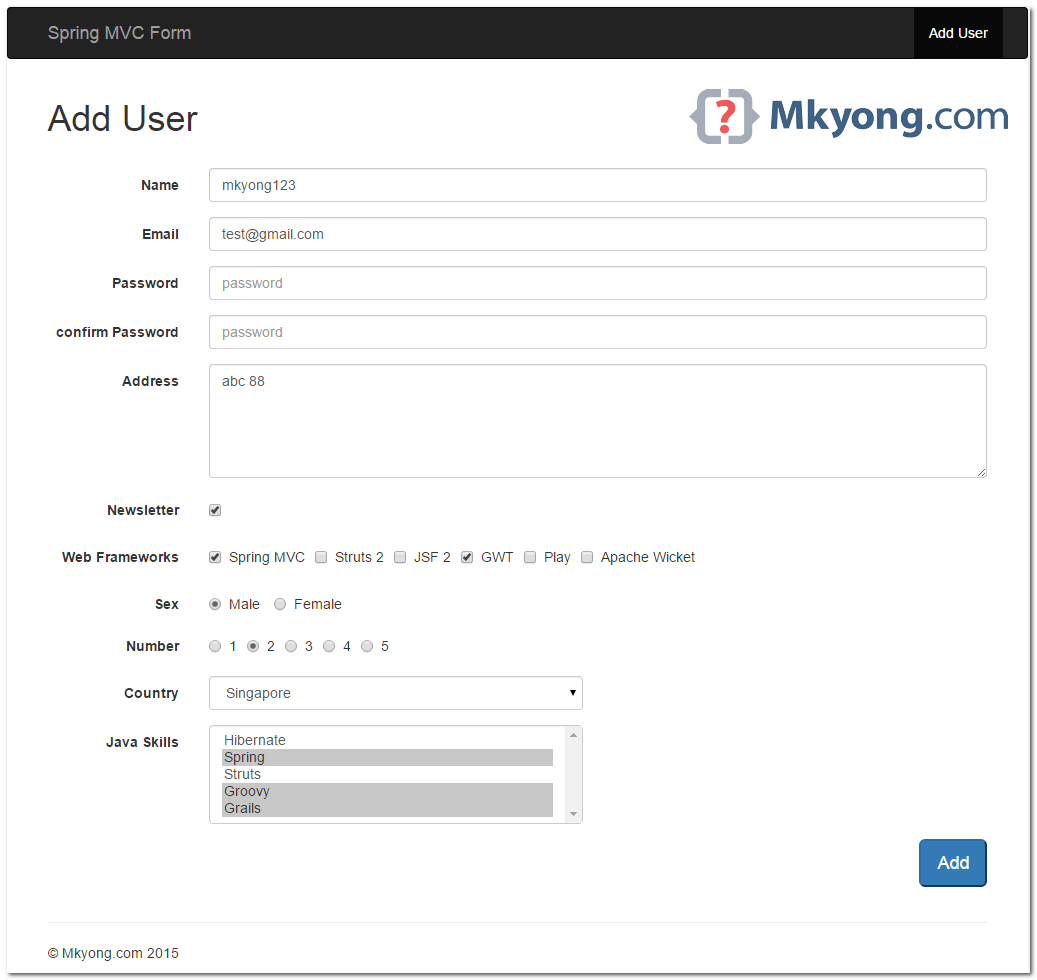 Spring MVC Form Add User
Add User
{?} Mkyong.com
Name mkyong123
Email test@gmail.com
Password password
confirm Password password
Address abc 88
Newsletter
Web Frameworks Spring MVC Struts 2 JSF 2 GWT Play Apache Wicket
Sex Male Female
Number 1 2 3 4 5
Country Singapore
Java Skills Hibernate
Spring
Struts
Groovy
Grails
Add
© Mkyong.com 2015